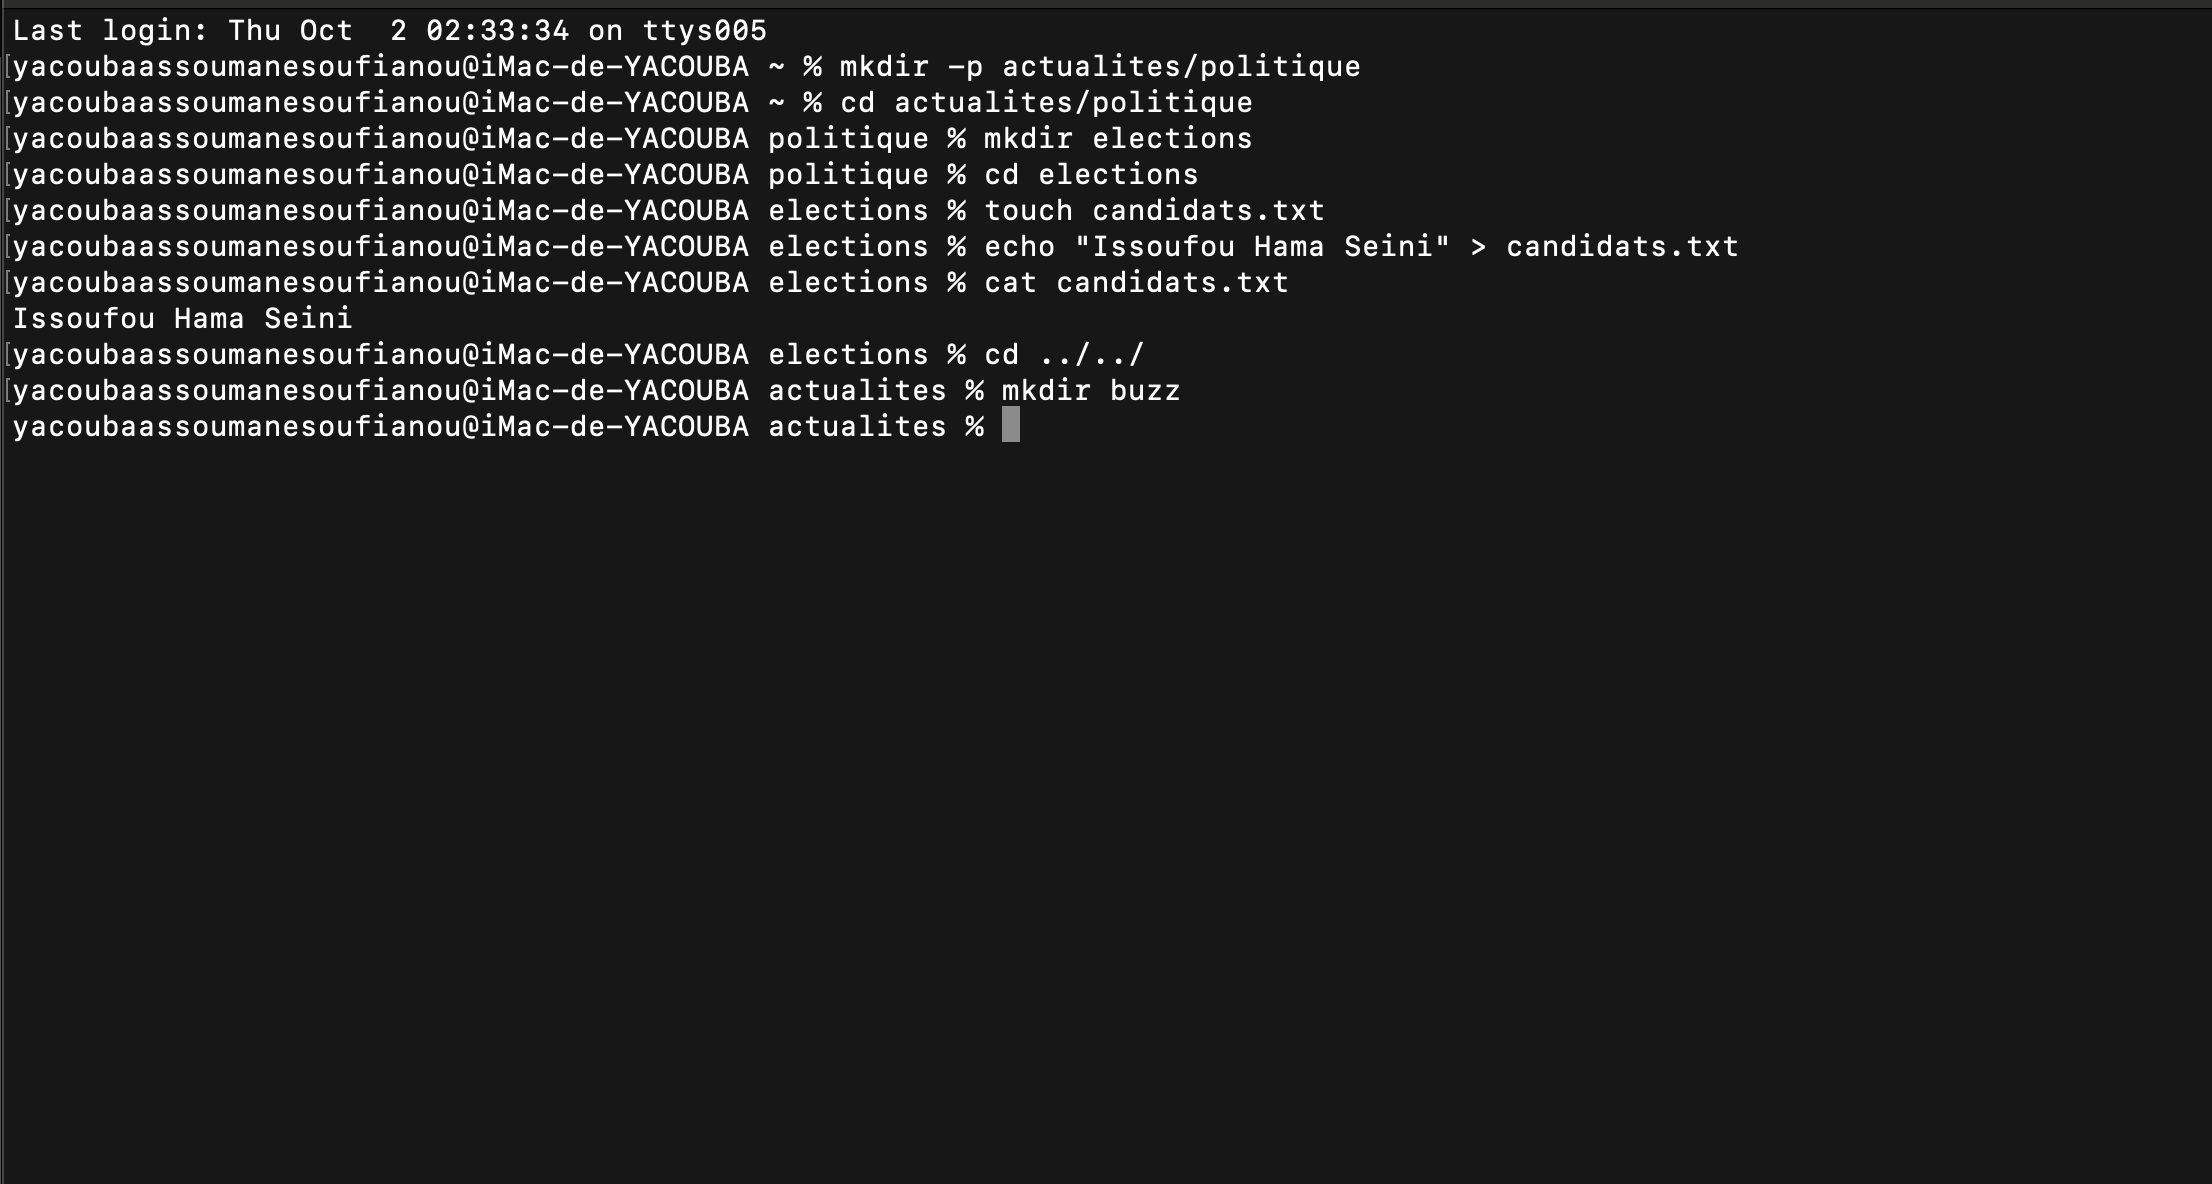 Last login: Thu Oct  2 02:33:34 on ttys005
[yacoubaassoumanesoufianou@iMac-de-YACOUBA ~ % mkdir -p actualites/politique
[yacoubaassoumanesoufianou@iMac-de-YACOUBA ~ % cd actualites/politique
[yacoubaassoumanesoufianou@iMac-de-YACOUBA politique % mkdir elections
[yacoubaassoumanesoufianou@iMac-de-YACOUBA politique % cd elections
[yacoubaassoumanesoufianou@iMac-de-YACOUBA elections % touch candidats.txt
[yacoubaassoumanesoufianou@iMac-de-YACOUBA elections % echo "Issoufou Hama Seini" > candidats.txt
[yacoubaassoumanesoufianou@iMac-de-YACOUBA elections % cat candidats.txt
Issoufou Hama Seini
[yacoubaassoumanesoufianou@iMac-de-YACOUBA elections % cd ../../
[yacoubaassoumanesoufianou@iMac-de-YACOUBA actualites % mkdir buzz
yacoubaassoumanesoufianou@iMac-de-YACOUBA actualites %